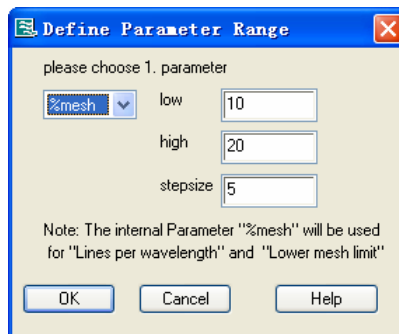 Define Parameter Range
please choose 1. parameter
%mesh low 10
high 20
stepsize 5
Note: The internal Parameter "%mesh" will be used
for "Lines per wavelength" and "Lower mesh limit"
OK Cancel Help